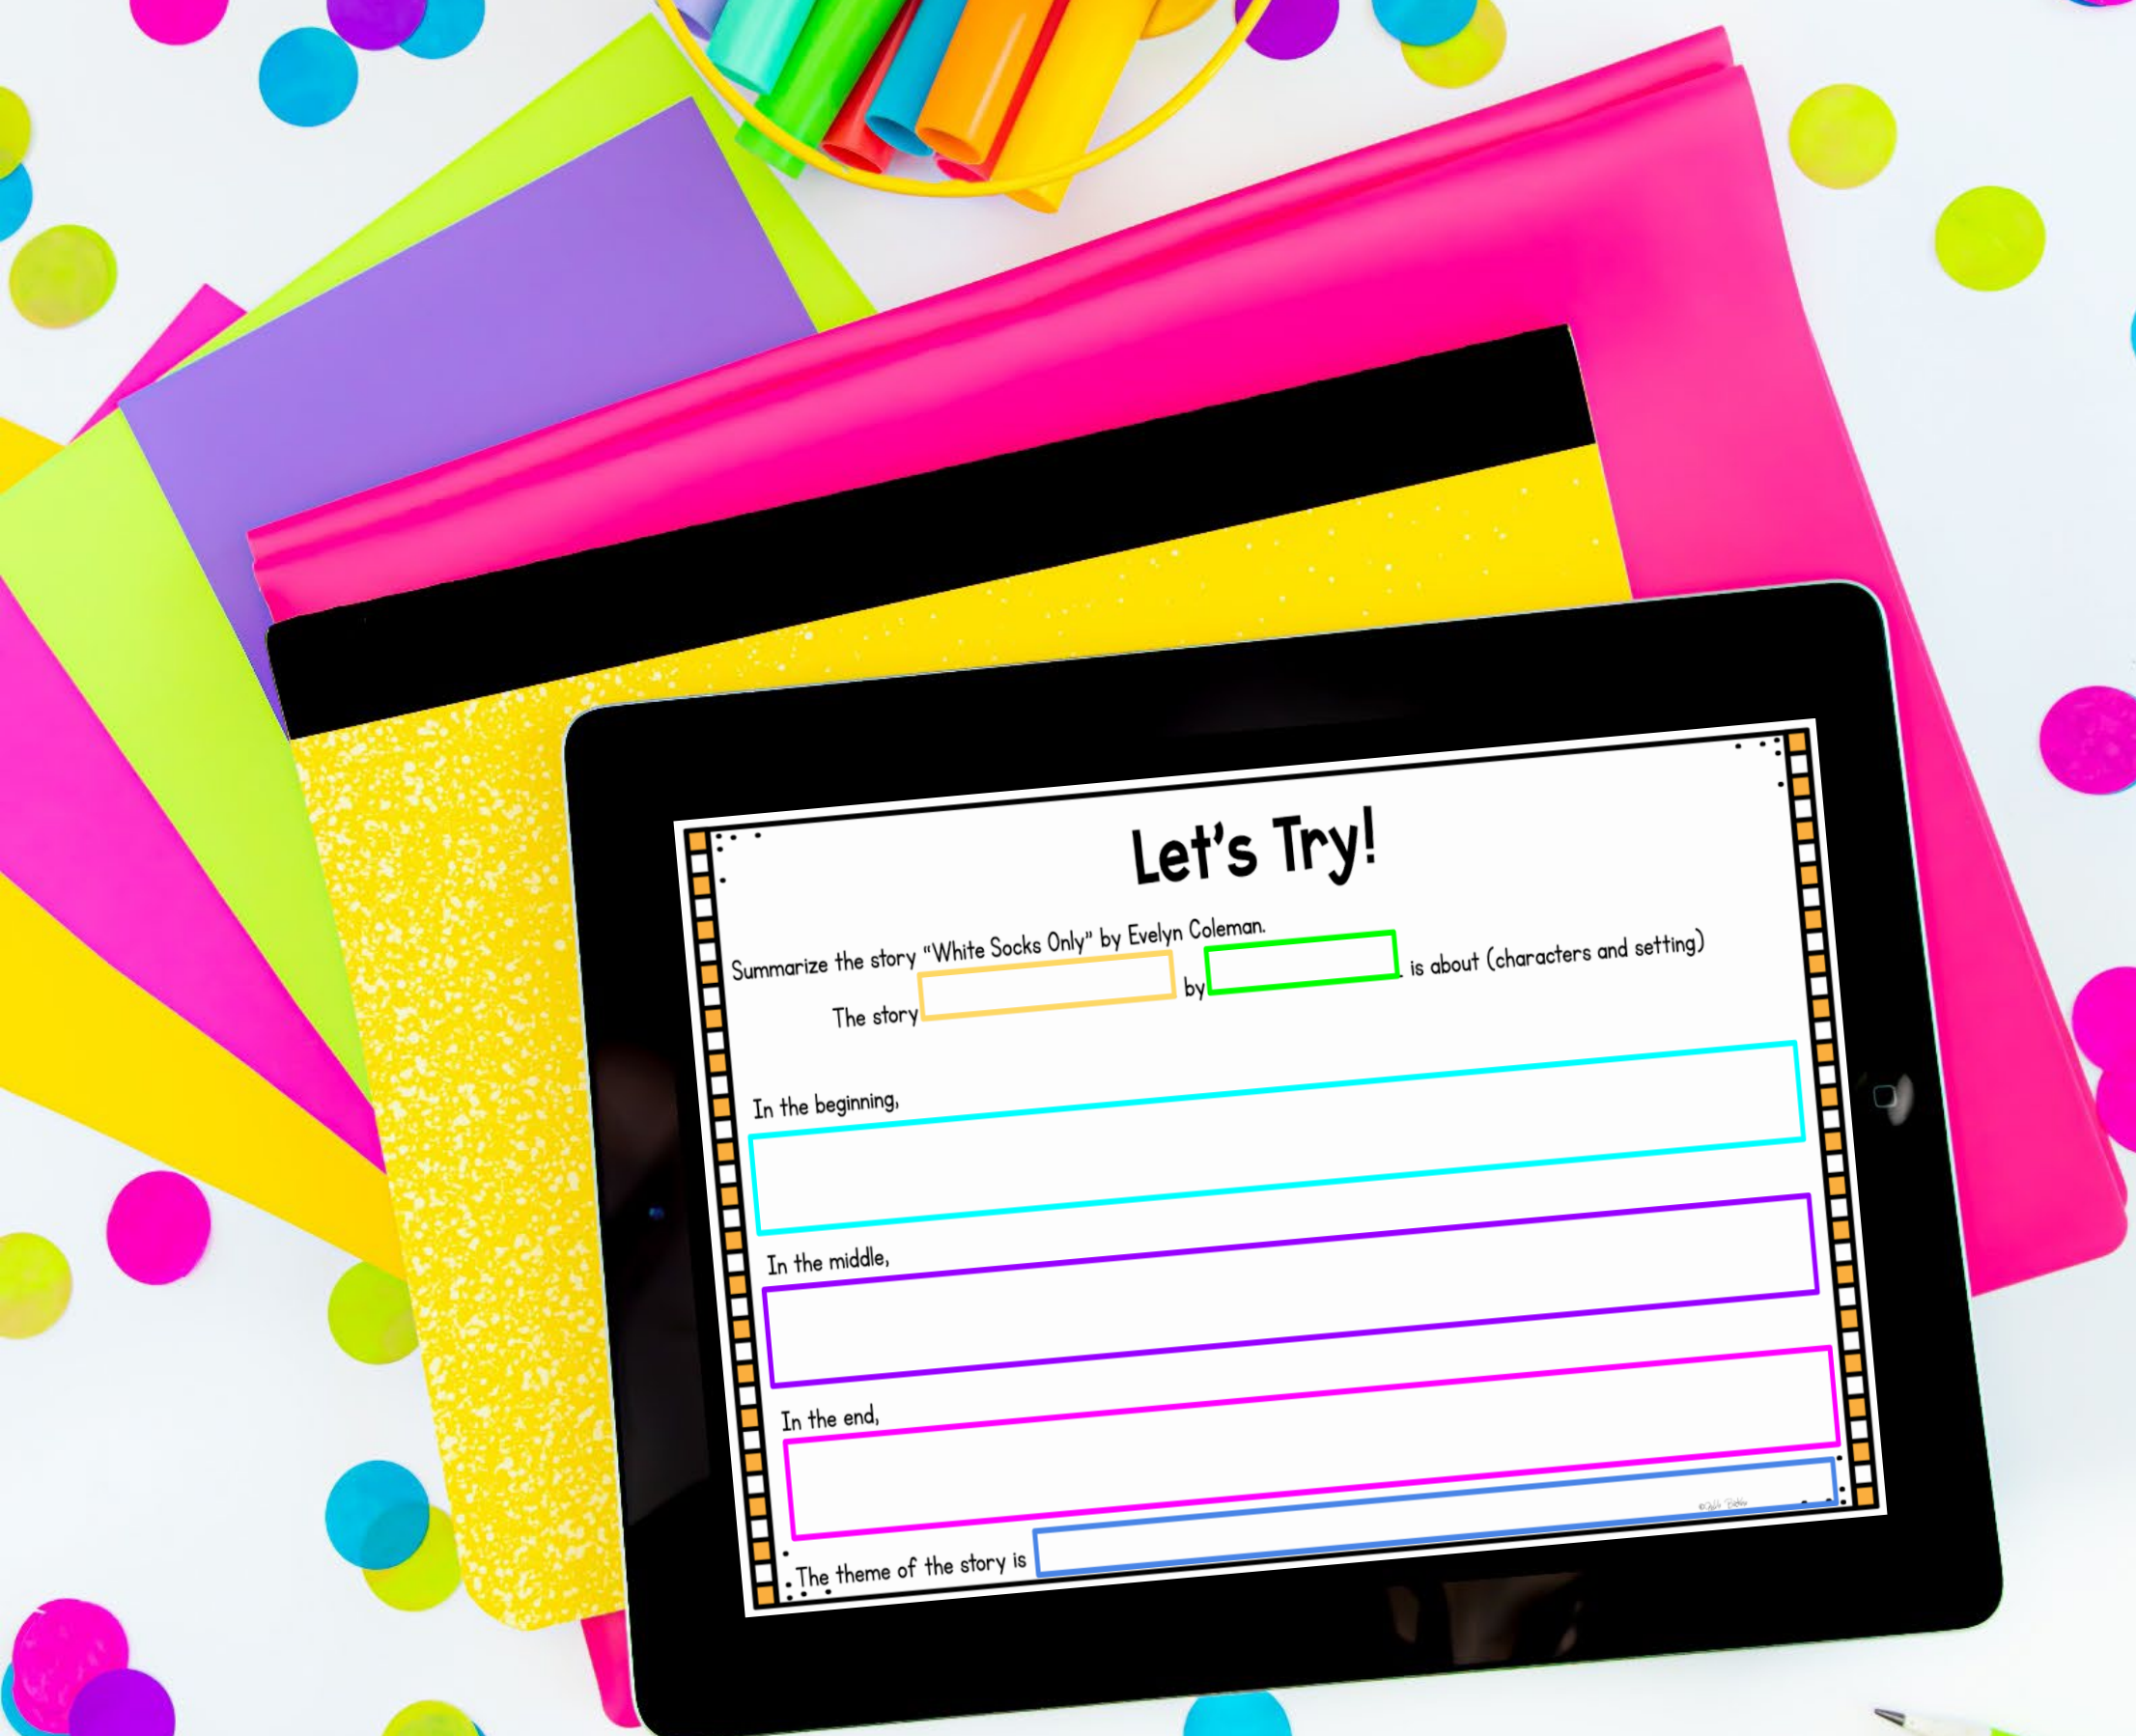 Let's Try!
Summarize the story “White Socks Only” by Evelyn Coleman.
The story by is about (characters and setting)
In the beginning,
In the middle,
In the end,
The theme of the story is